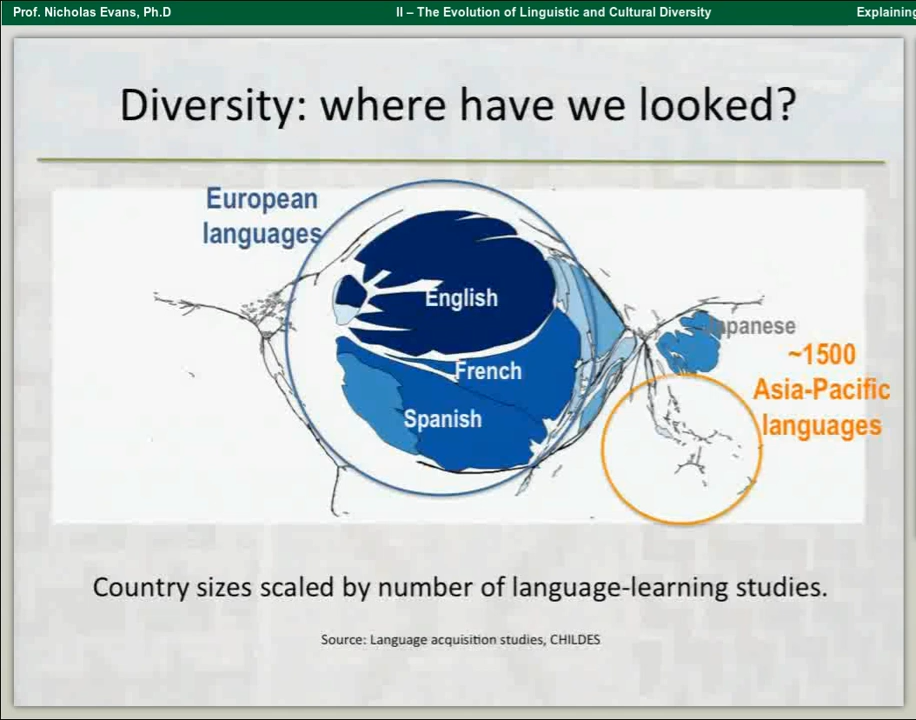 Prof. Nicholas Evans, Ph.D
II – The Evolution of Linguistic and Cultural Diversity
Explaining
Diversity: where have we looked?
European
languages
English
French
Spanish
Japanese
~1500
Asia-Pacific
languages
Country sizes scaled by number of language-learning studies.
Source: Language acquisition studies, CHILDES